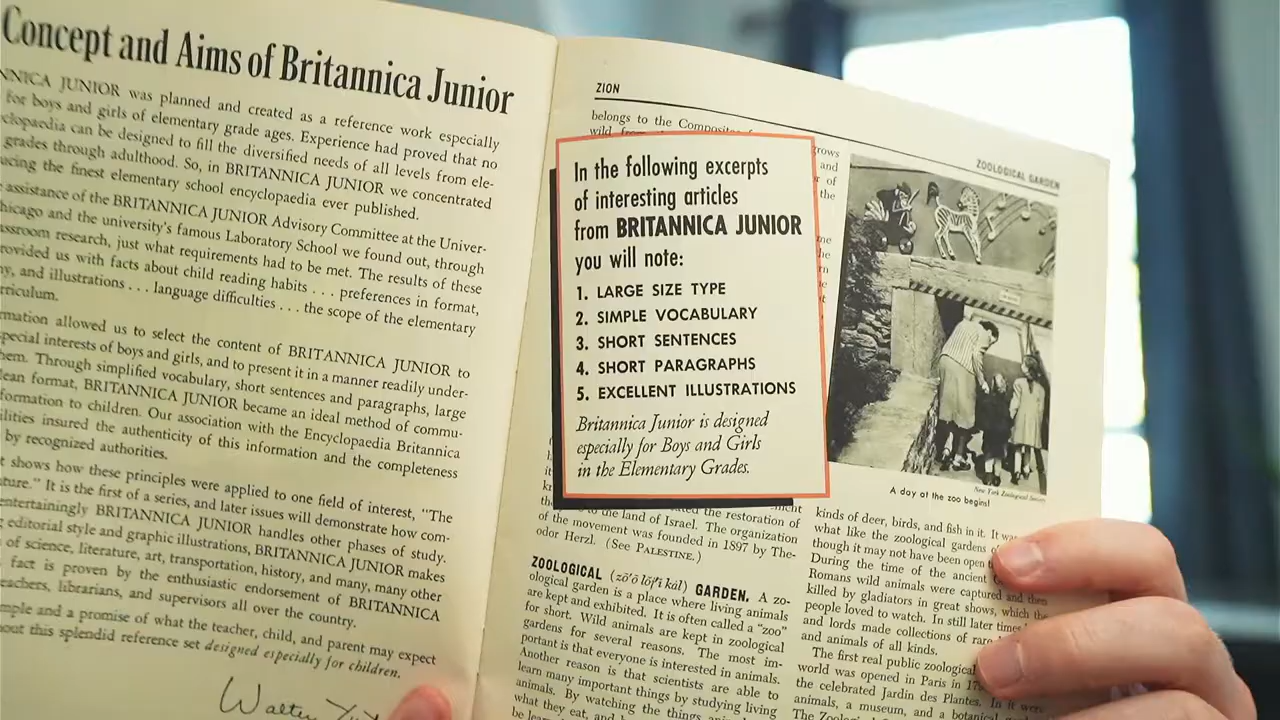 Concept and Aims of Britannica Junior
NNICA JUNIOR was planned and created as a reference work especially
for boys and girls of elementary grade ages. Experience had proved that no
clopaedia can be designed to fill the diversified needs of all levels from ele-
grades through adulthood. So, in BRITANNICA JUNIOR we concentrated
ucing the finest elementary school encyclopaedia ever published.
assistance of the BRITANNICA JUNIOR Advisory Committee at the Univer-
hicago and the university's famous Laboratory School we found out, through
ssroom research, just what requirements had to be met. The results of these
rovided us with facts about child reading habits . . . preferences in format,
y, and illustrations . . . language difficulties . . . the scope of the elementary
rriculum.
rmation allowed us to select the content of BRITANNICA JUNIOR to
pecial interests of boys and girls, and to present it in a manner readily under-
hem. Through simplified vocabulary, short sentences and paragraphs, large
lean format, BRITANNICA JUNIOR became an ideal method of commu-
formation to children. Our association with the Encyclopaedia Britannica
ilities insured the authenticity of this information and the completeness
by recognized authorities.
t shows how these principles were applied to one field of interest, "The
ture." It is the first of a series, and later issues will demonstrate how com-
entertainingly BRITANNICA JUNIOR handles other phases of study.
editorial style and graphic illustrations, BRITANNICA JUNIOR makes
of science, literature, art, transportation, history, and many, many other
fact is proven by the enthusiastic endorsement of BRITANNICA
eachers, librarians, and supervisors all over the country.
mple and a promise of what the teacher, child, and parent may expect
out this splendid reference set designed especially for children.
Walter
ZION
belongs to the Compositae
wild from
In the following excerpts
of interesting articles
from BRITANNICA JUNIOR
you will note:
1. LARGE SIZE TYPE
2. SIMPLE VOCABULARY
3. SHORT SENTENCES
4. SHORT PARAGRAPHS
5. EXCELLENT ILLUSTRATIONS
Britannica Junior is designed
especially for Boys and Girls
in the Elementary Grades.
grows
and
of
the
to the land of Israel. The organization
of the movement was founded in 1897 by The-
odor Herzl. (See PALESTINE.)
ZOOLOGICAL (zō'ō lŏj'i kăl) GARDEN. A zo-
ological garden is a place where living animals
are kept and exhibited. It is often called a "zoo"
for short. Wild animals are kept in zoological
gardens for several reasons. The most im-
portant is that everyone is interested in animals.
Another reason is that scientists are able to
learn many important things by studying living
animals. By watching the things
what they eat, and
ZOOLOGICAL GARDEN
New York Zoological Society
A day at the zoo begins!
kinds of deer, birds, and fish in it. It was
what like the zoological gardens
though it may not have been open
During the time of the ancient
Romans wild animals were captured and then
killed by gladiators in great shows, which the
people loved to watch. In still later times
and lords made collections of rare
and animals of all kinds.
The first real public zoological
world was opened in Paris in 17
the celebrated Jardin des Plantes. In it were
animals, a museum, and a botanical